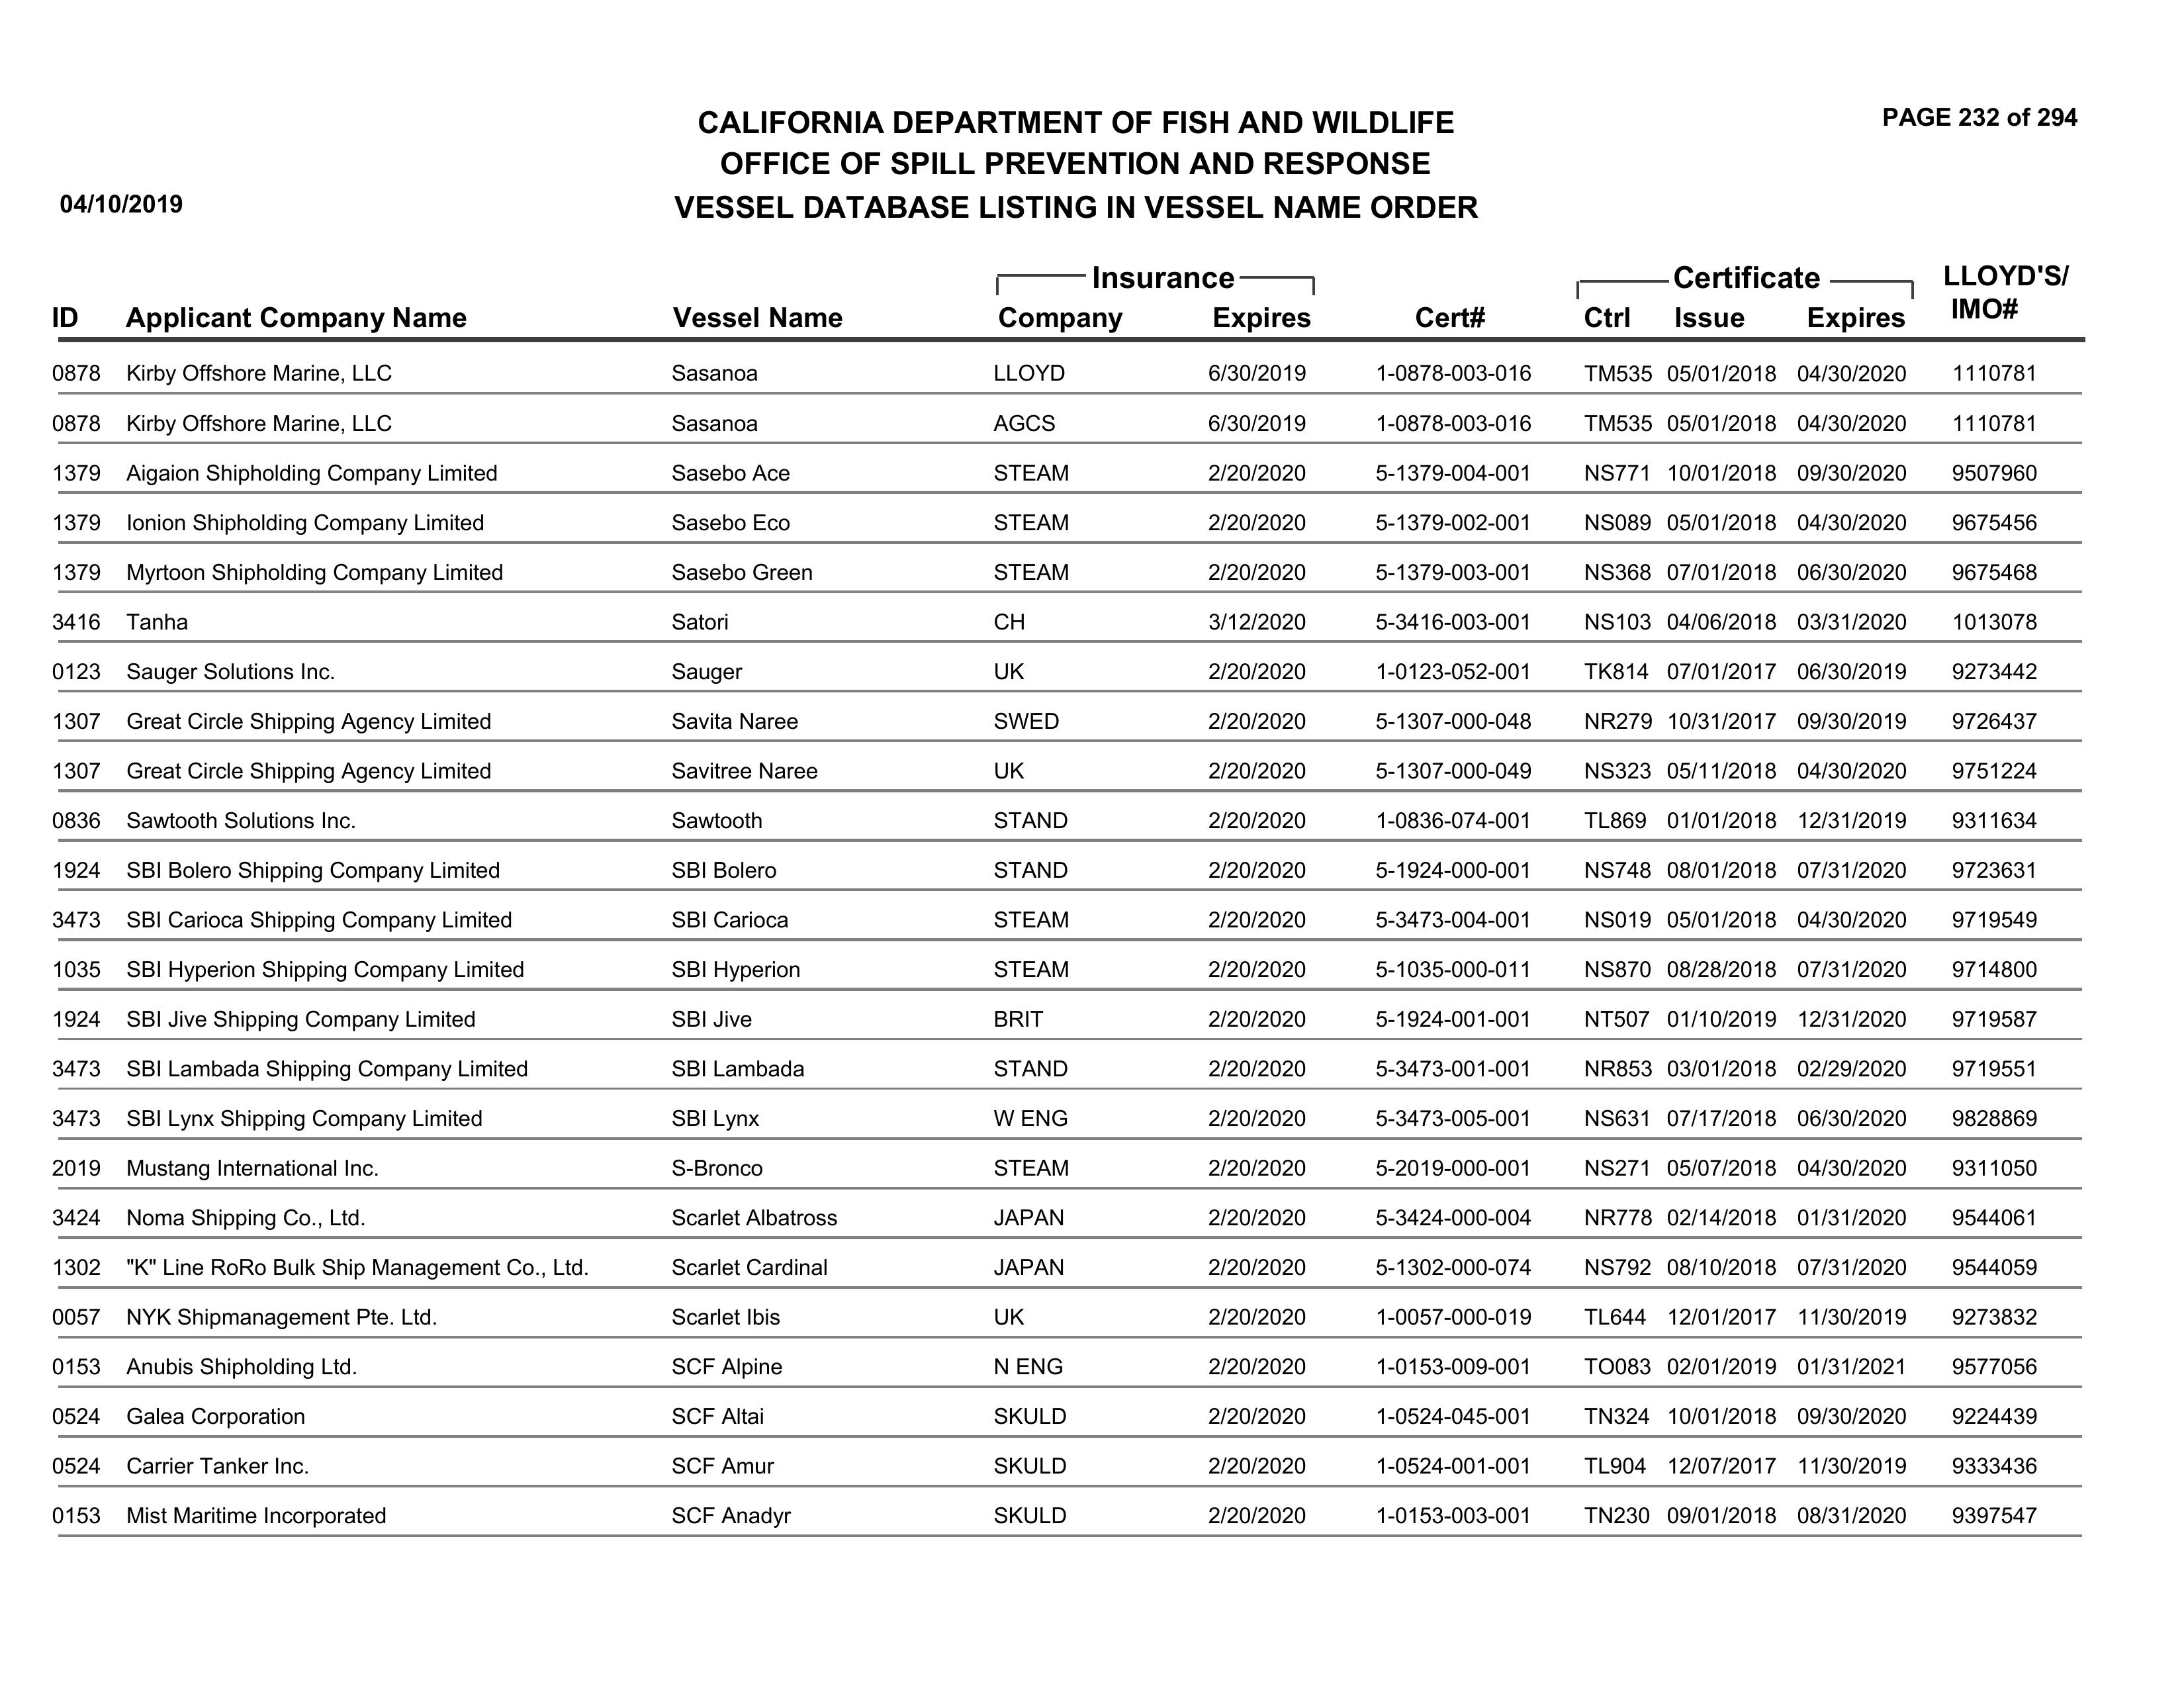 PAGE 232 of 294
CALIFORNIA DEPARTMENT OF FISH AND WILDLIFE
OFFICE OF SPILL PREVENTION AND RESPONSE
04/10/2019 VESSEL DATABASE LISTING IN VESSEL NAME ORDER
Insurance Certificate LLOYD'S/
ID Applicant Company Name Vessel Name Company Expires Cert# Ctrl Issue Expires IMO#
0878 Kirby Offshore Marine, LLC Sasanoa LLOYD 6/30/2019 1-0878-003-016 TM535 05/01/2018 04/30/2020 1110781
0878 Kirby Offshore Marine, LLC Sasanoa AGCS 6/30/2019 1-0878-003-016 TM535 05/01/2018 04/30/2020 1110781
1379 Aigaion Shipholding Company Limited Sasebo Ace STEAM 2/20/2020 5-1379-004-001 NS771 10/01/2018 09/30/2020 9507960
1379 Ionion Shipholding Company Limited Sasebo Eco STEAM 2/20/2020 5-1379-002-001 NS089 05/01/2018 04/30/2020 9675456
1379 Myrtoon Shipholding Company Limited Sasebo Green STEAM 2/20/2020 5-1379-003-001 NS368 07/01/2018 06/30/2020 9675468
3416 Tanha Satori CH 3/12/2020 5-3416-003-001 NS103 04/06/2018 03/31/2020 1013078
0123 Sauger Solutions Inc. Sauger UK 2/20/2020 1-0123-052-001 TK814 07/01/2017 06/30/2019 9273442
1307 Great Circle Shipping Agency Limited Savita Naree SWED 2/20/2020 5-1307-000-048 NR279 10/31/2017 09/30/2019 9726437
1307 Great Circle Shipping Agency Limited Savitree Naree UK 2/20/2020 5-1307-000-049 NS323 05/11/2018 04/30/2020 9751224
0836 Sawtooth Solutions Inc. Sawtooth STAND 2/20/2020 1-0836-074-001 TL869 01/01/2018 12/31/2019 9311634
1924 SBI Bolero Shipping Company Limited SBI Bolero STAND 2/20/2020 5-1924-000-001 NS748 08/01/2018 07/31/2020 9723631
3473 SBI Carioca Shipping Company Limited SBI Carioca STEAM 2/20/2020 5-3473-004-001 NS019 05/01/2018 04/30/2020 9719549
1035 SBI Hyperion Shipping Company Limited SBI Hyperion STEAM 2/20/2020 5-1035-000-011 NS870 08/28/2018 07/31/2020 9714800
1924 SBI Jive Shipping Company Limited SBI Jive BRIT 2/20/2020 5-1924-001-001 NT507 01/10/2019 12/31/2020 9719587
3473 SBI Lambada Shipping Company Limited SBI Lambada STAND 2/20/2020 5-3473-001-001 NR853 03/01/2018 02/29/2020 9719551
3473 SBI Lynx Shipping Company Limited SBI Lynx W ENG 2/20/2020 5-3473-005-001 NS631 07/17/2018 06/30/2020 9828869
2019 Mustang International Inc. S-Bronco STEAM 2/20/2020 5-2019-000-001 NS271 05/07/2018 04/30/2020 9311050
3424 Noma Shipping Co., Ltd. Scarlet Albatross JAPAN 2/20/2020 5-3424-000-004 NR778 02/14/2018 01/31/2020 9544061
1302 "K" Line RoRo Bulk Ship Management Co., Ltd. Scarlet Cardinal JAPAN 2/20/2020 5-1302-000-074 NS792 08/10/2018 07/31/2020 9544059
0057 NYK Shipmanagement Pte. Ltd. Scarlet Ibis UK 2/20/2020 1-0057-000-019 TL644 12/01/2017 11/30/2019 9273832
0153 Anubis Shipholding Ltd. SCF Alpine N ENG 2/20/2020 1-0153-009-001 TO083 02/01/2019 01/31/2021 9577056
0524 Galea Corporation SCF Altai SKULD 2/20/2020 1-0524-045-001 TN324 10/01/2018 09/30/2020 9224439
0524 Carrier Tanker Inc. SCF Amur SKULD 2/20/2020 1-0524-001-001 TL904 12/07/2017 11/30/2019 9333436
0153 Mist Maritime Incorporated SCF Anadyr SKULD 2/20/2020 1-0153-003-001 TN230 09/01/2018 08/31/2020 9397547